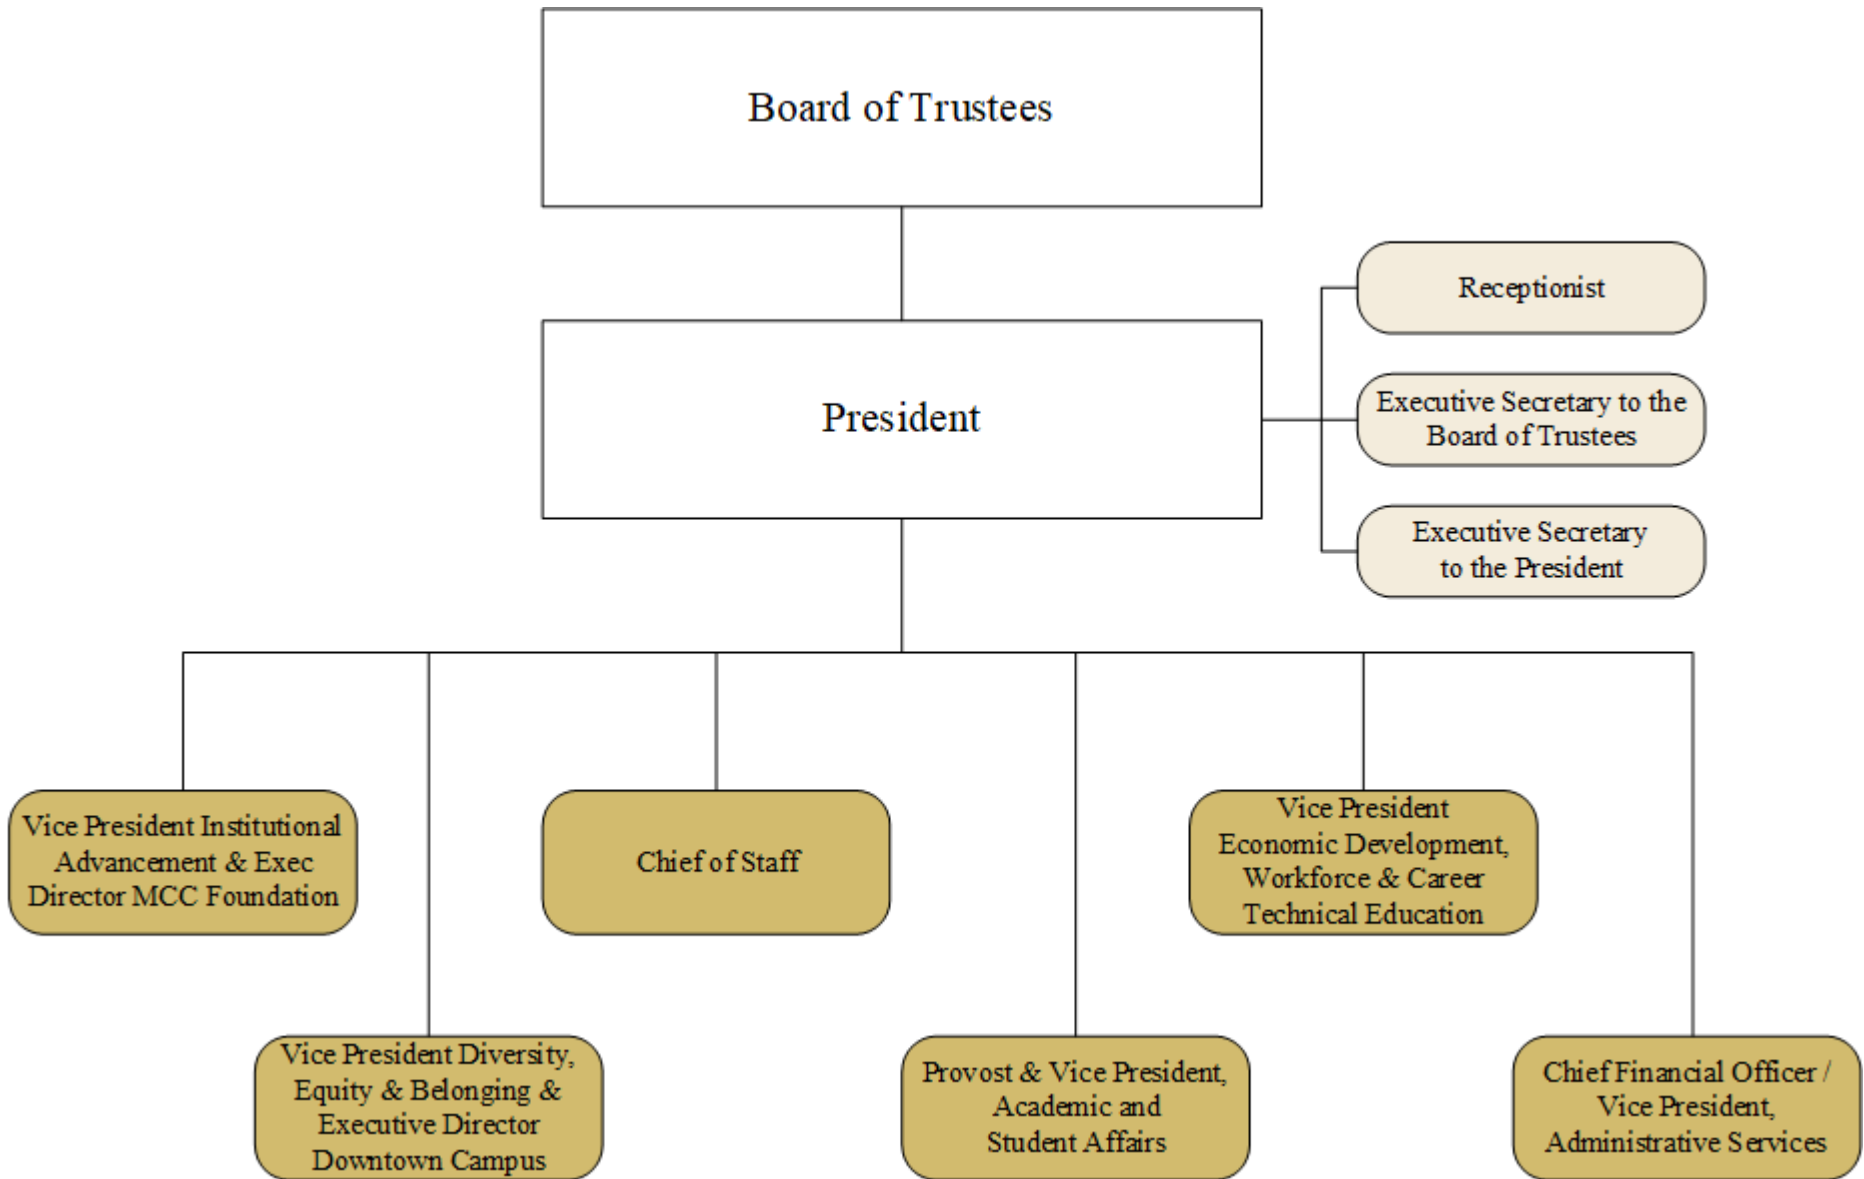 Board of Trustees
Receptionist
President
Executive Secretary to the
Board of Trustees
Executive Secretary
to the President
Vice President Institutional
Advancement & Exec
Director MCC Foundation
Chief of Staff
Vice President
Economic Development,
Workforce & Career
Technical Education
Vice President Diversity,
Equity & Belonging &
Executive Director
Downtown Campus
Provost & Vice President,
Academic and
Student Affairs
Chief Financial Officer /
Vice President,
Administrative Services